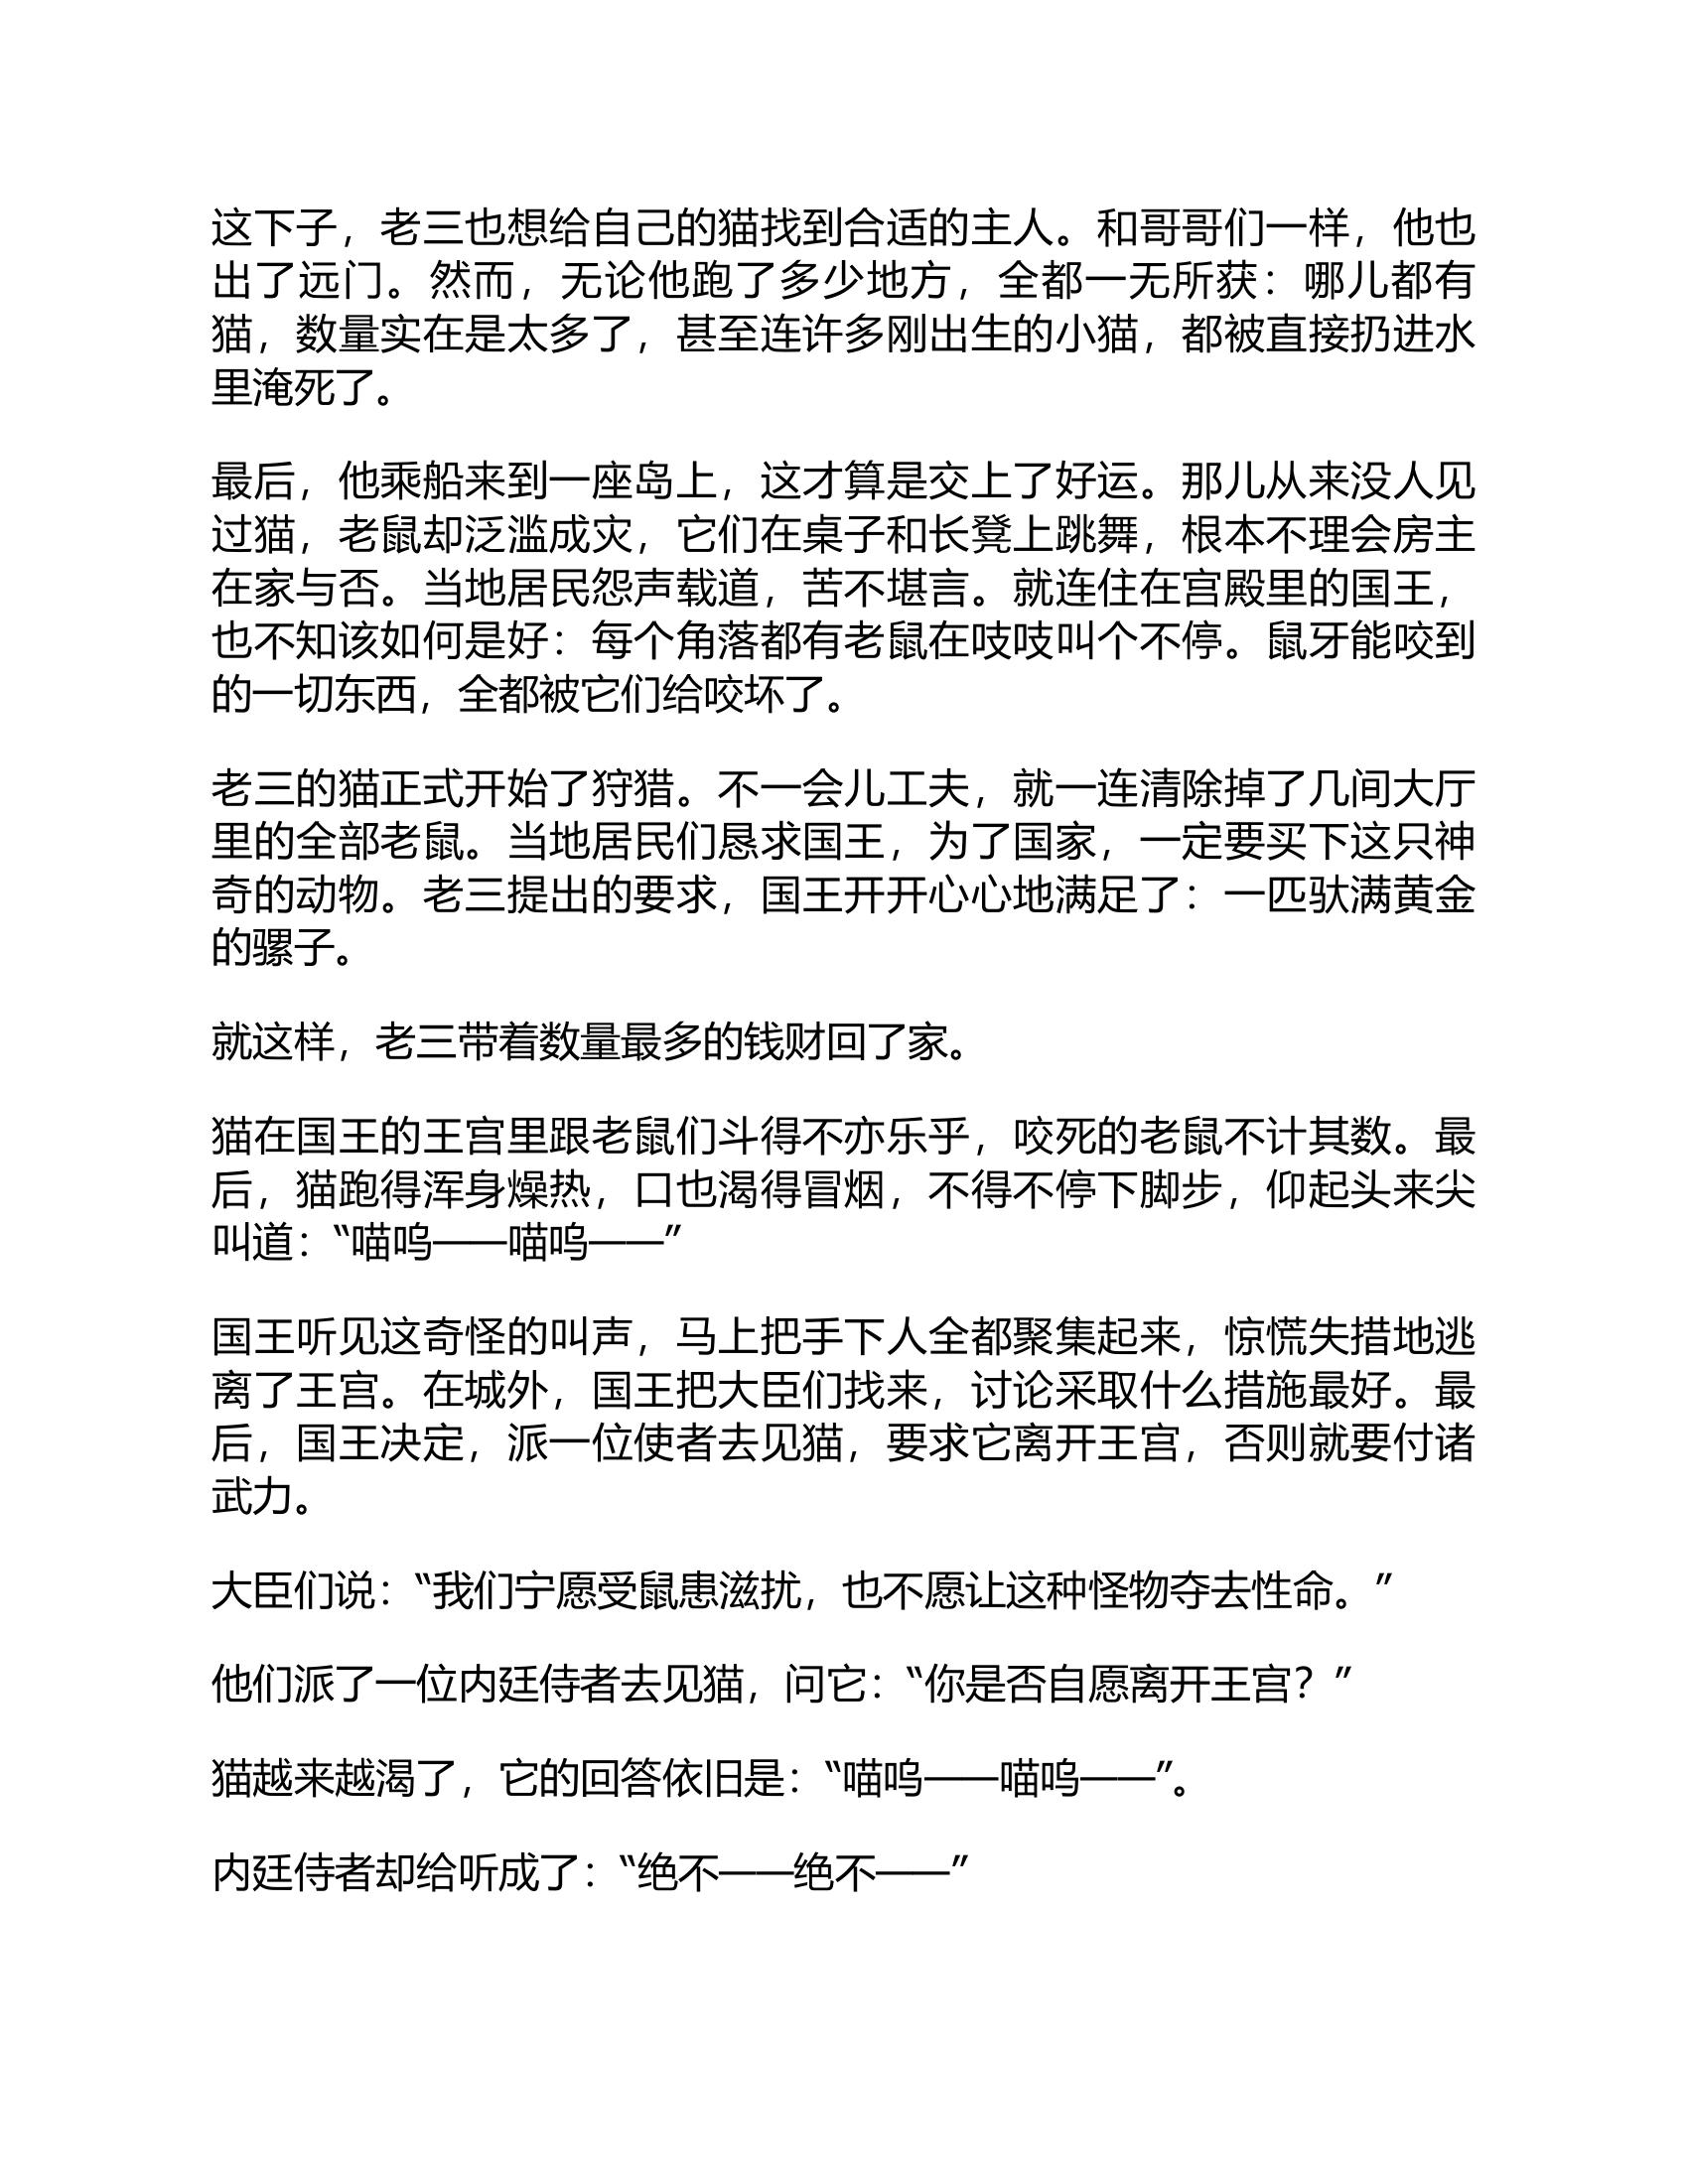 这下子，老三也想给自己的猫找到合适的主人。和哥哥们一样，他也
出了远门。然而，无论他跑了多少地方，全都一无所获：哪儿都有
猫，数量实在是太多了，甚至连许多刚出生的小猫，都被直接扔进水
里淹死了。
最后，他乘船来到一座岛上，这才算是交上了好运。那儿从来没人见
过猫，老鼠却泛滥成灾，它们在桌子和长凳上跳舞，根本不理会房主
在家与否。当地居民怨声载道，苦不堪言。就连住在宫殿里的国王，
也不知该如何是好：每个角落都有老鼠在吱吱叫个不停。鼠牙能咬到
的一切东西，全都被它们给咬坏了。
老三的猫正式开始了狩猎。不一会儿工夫，就一连清除掉了几间大厅
里的全部老鼠。当地居民们恳求国王，为了国家，一定要买下这只神
奇的动物。老三提出的要求，国王开开心心地满足了：一匹驮满黄金
的骡子。
就这样，老三带着数量最多的钱财回了家。
猫在国王的王宫里跟老鼠们斗得不亦乐乎，咬死的老鼠不计其数。最
后，猫跑得浑身燥热，口也渴得冒烟，不得不停下脚步，仰起头来尖
叫道：“喵呜——喵呜——”
国王听见这奇怪的叫声，马上把手下人全都聚集起来，惊慌失措地逃
离了王宫。在城外，国王把大臣们找来，讨论采取什么措施最好。最
后，国王决定，派一位使者去见猫，要求它离开王宫，否则就要付诸
武力。
大臣们说：“我们宁愿受鼠患滋扰，也不愿让这种怪物夺去性命。”
他们派了一位内廷侍者去见猫，问它：“你是否自愿离开王宫？”
猫越来越渴了，它的回答依旧是：“喵呜——喵呜——”。
内廷侍者却给听成了：“绝不——绝不——”